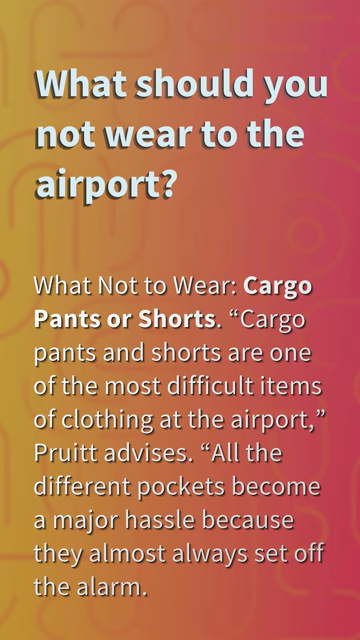 What should you
not wear to the
airport?
What Not to Wear: Cargo
Pants or Shorts. “Cargo
pants and shorts are one
of the most difficult items
of clothing at the airport,”
Pruitt advises. “All the
different pockets become
a major hassle because
they almost always set off
the alarm.